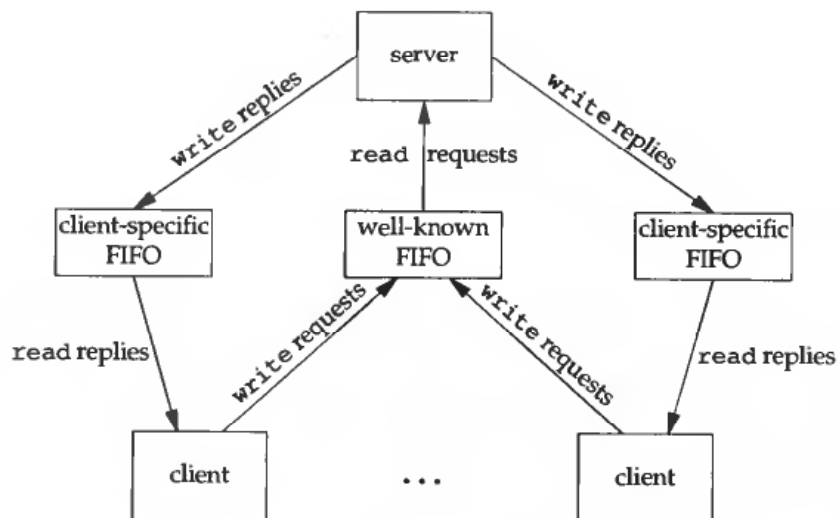 server
write replies
write replies
read requests
client-specific
FIFO
well-known
FIFO
client-specific
FIFO
read replies
write requests
write requests
read replies
client
...
client